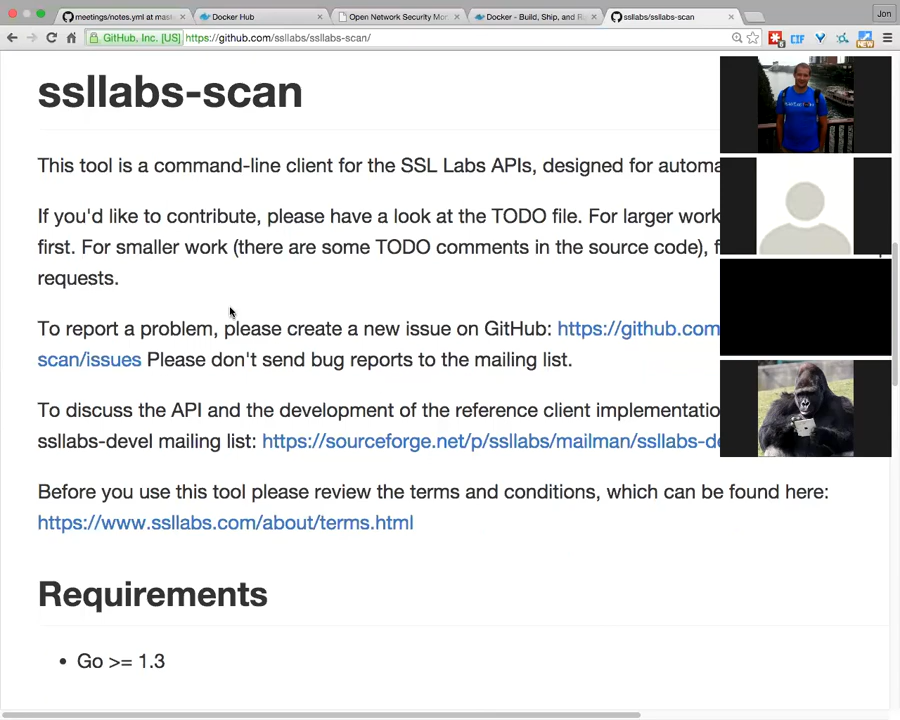 meetings/notes.yml at mas
Docker Hub
Open Network Security Mor
Docker - Build, Ship, and R
ssllabs/ssllabs-scan
Jon
GitHub, Inc. [US]
https://github.com/ssllabs/ssllabs-scan/
CIF
NEW
ssllabs-scan
This tool is a command-line client for the SSL Labs APIs, designed for automa
If you'd like to contribute, please have a look at the TODO file. For larger work
first. For smaller work (there are some TODO comments in the source code), f
requests.
To report a problem, please create a new issue on GitHub: https://github.com
scan/issues Please don't send bug reports to the mailing list.
To discuss the API and the development of the reference client implementatio
ssllabs-devel mailing list: https://sourceforge.net/p/ssllabs/mailman/ssllabs-de
Before you use this tool please review the terms and conditions, which can be found here:
https://www.ssllabs.com/about/terms.html
Requirements
• Go >= 1.3